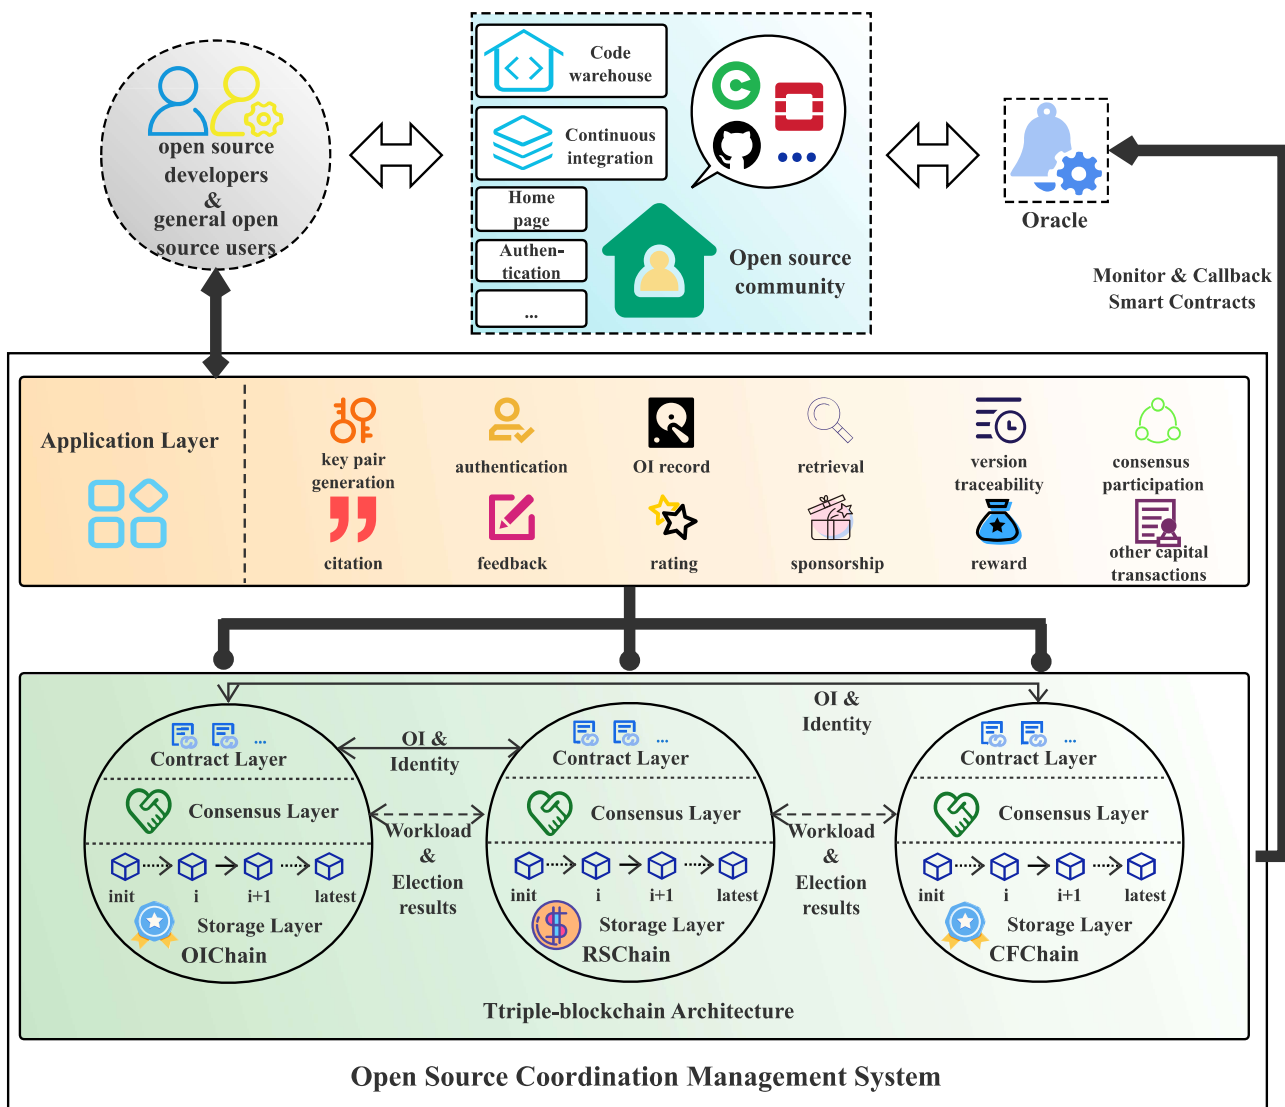 open source
developers
&
general open
source users
Code
warehouse
Continuous
integration
Home
page
Authen-
tication
...
Open source
community
Oracle
Monitor & Callback
Smart Contracts
Application Layer
key pair
generation
authentication
OI record
retrieval
version
traceability
consensus
participation
citation
feedback
rating
sponsorship
reward
other capital
transactions
OI &
Identity
OI &
Identity
...
Contract Layer
Consensus Layer
init
i
i+1
latest
Storage Layer
OIChain
Workload
&
Election
results
...
Contract Layer
Consensus Layer
init
i
i+1
latest
Storage Layer
RSChain
Workload
&
Election
results
...
Contract Layer
Consensus Layer
init
i
i+1
latest
Storage Layer
CFChain
Ttriple-blockchain Architecture
Open Source Coordination Management System